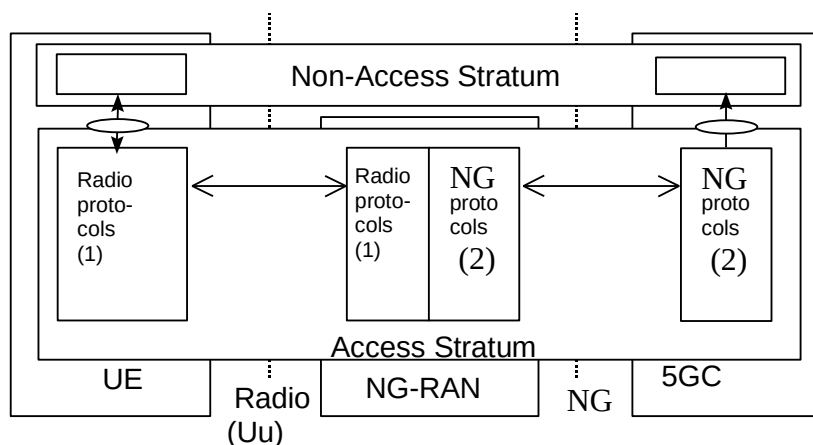 Non-Access Stratum
Radio
proto-
cols
(1)
Radio
proto-
cols
(1)
NG
proto
cols
(2)
NG
proto
cols
(2)
Access Stratum
UE
Radio
(Uu)
NG-RAN
NG
5GC